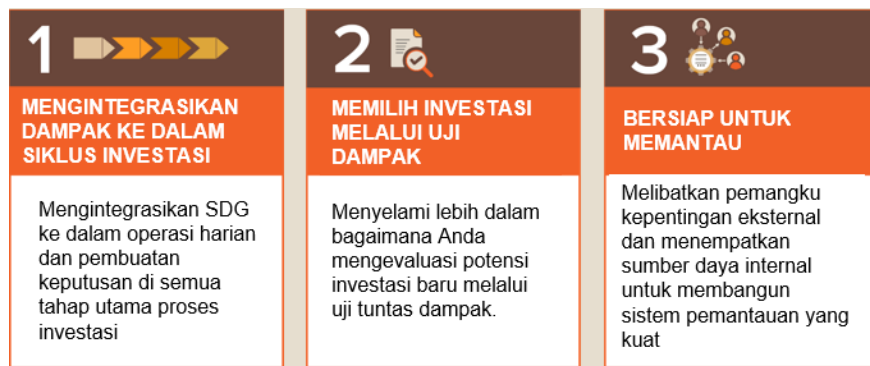 1
MENGINTEGRASIKAN
DAMPAK KE DALAM
SIKLUS INVESTASI
Mengintegrasikan SDG
ke dalam operasi harian
dan pembuatan
keputusan di semua
tahap utama proses
investasi
2
MEMILIH INVESTASI
MELALUI UJI
DAMPAK
Menyelami lebih dalam
bagaimana Anda
mengevaluasi potensi
investasi baru melalui
uji tuntas dampak.
3
BERSIAP UNTUK
MEMANTAU
Melibatkan pemangku
kepentingan eksternal
dan menempatkan
sumber daya internal
untuk membangun
sistem pemantauan yang
kuat